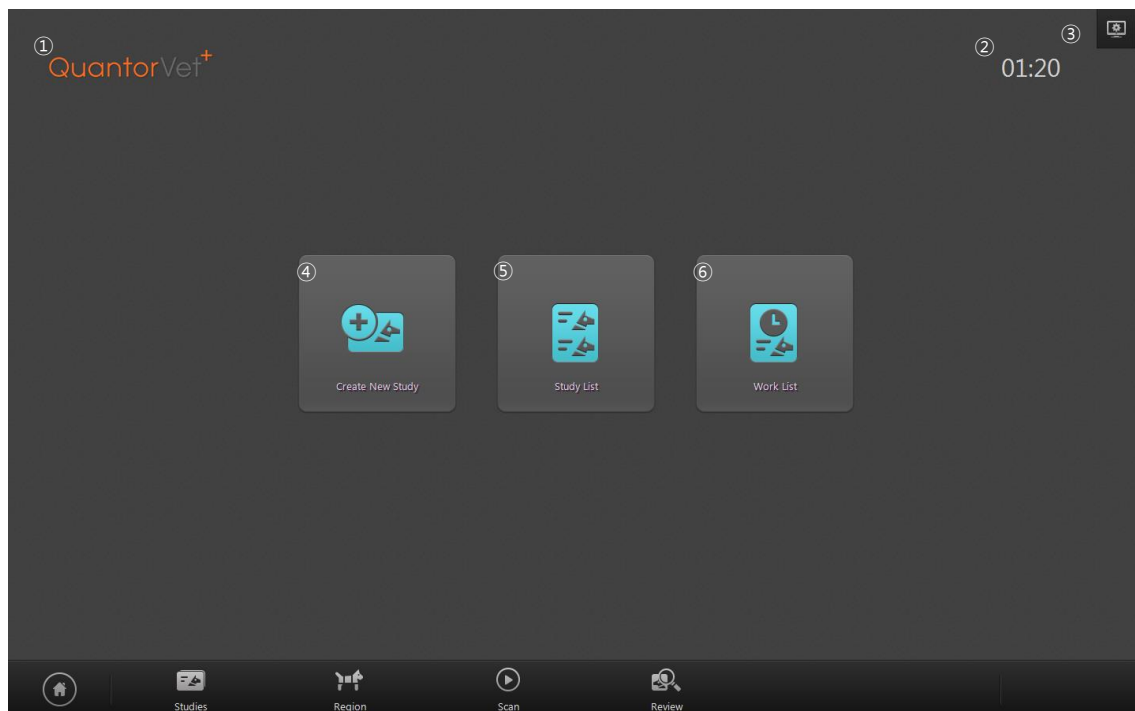 ①
QuantorVet+
②
01:20
③
④
Create New Study
⑤
Study List
⑥
Work List
Studies
Region
Scan
Review